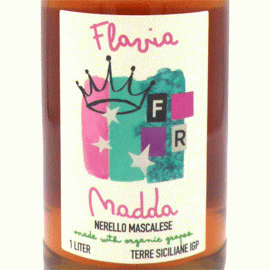 Flavia
F
R
Madda
NERELLO MASCALESE
made with organic grapes
1 LITER TERRE SICILIANE IGP